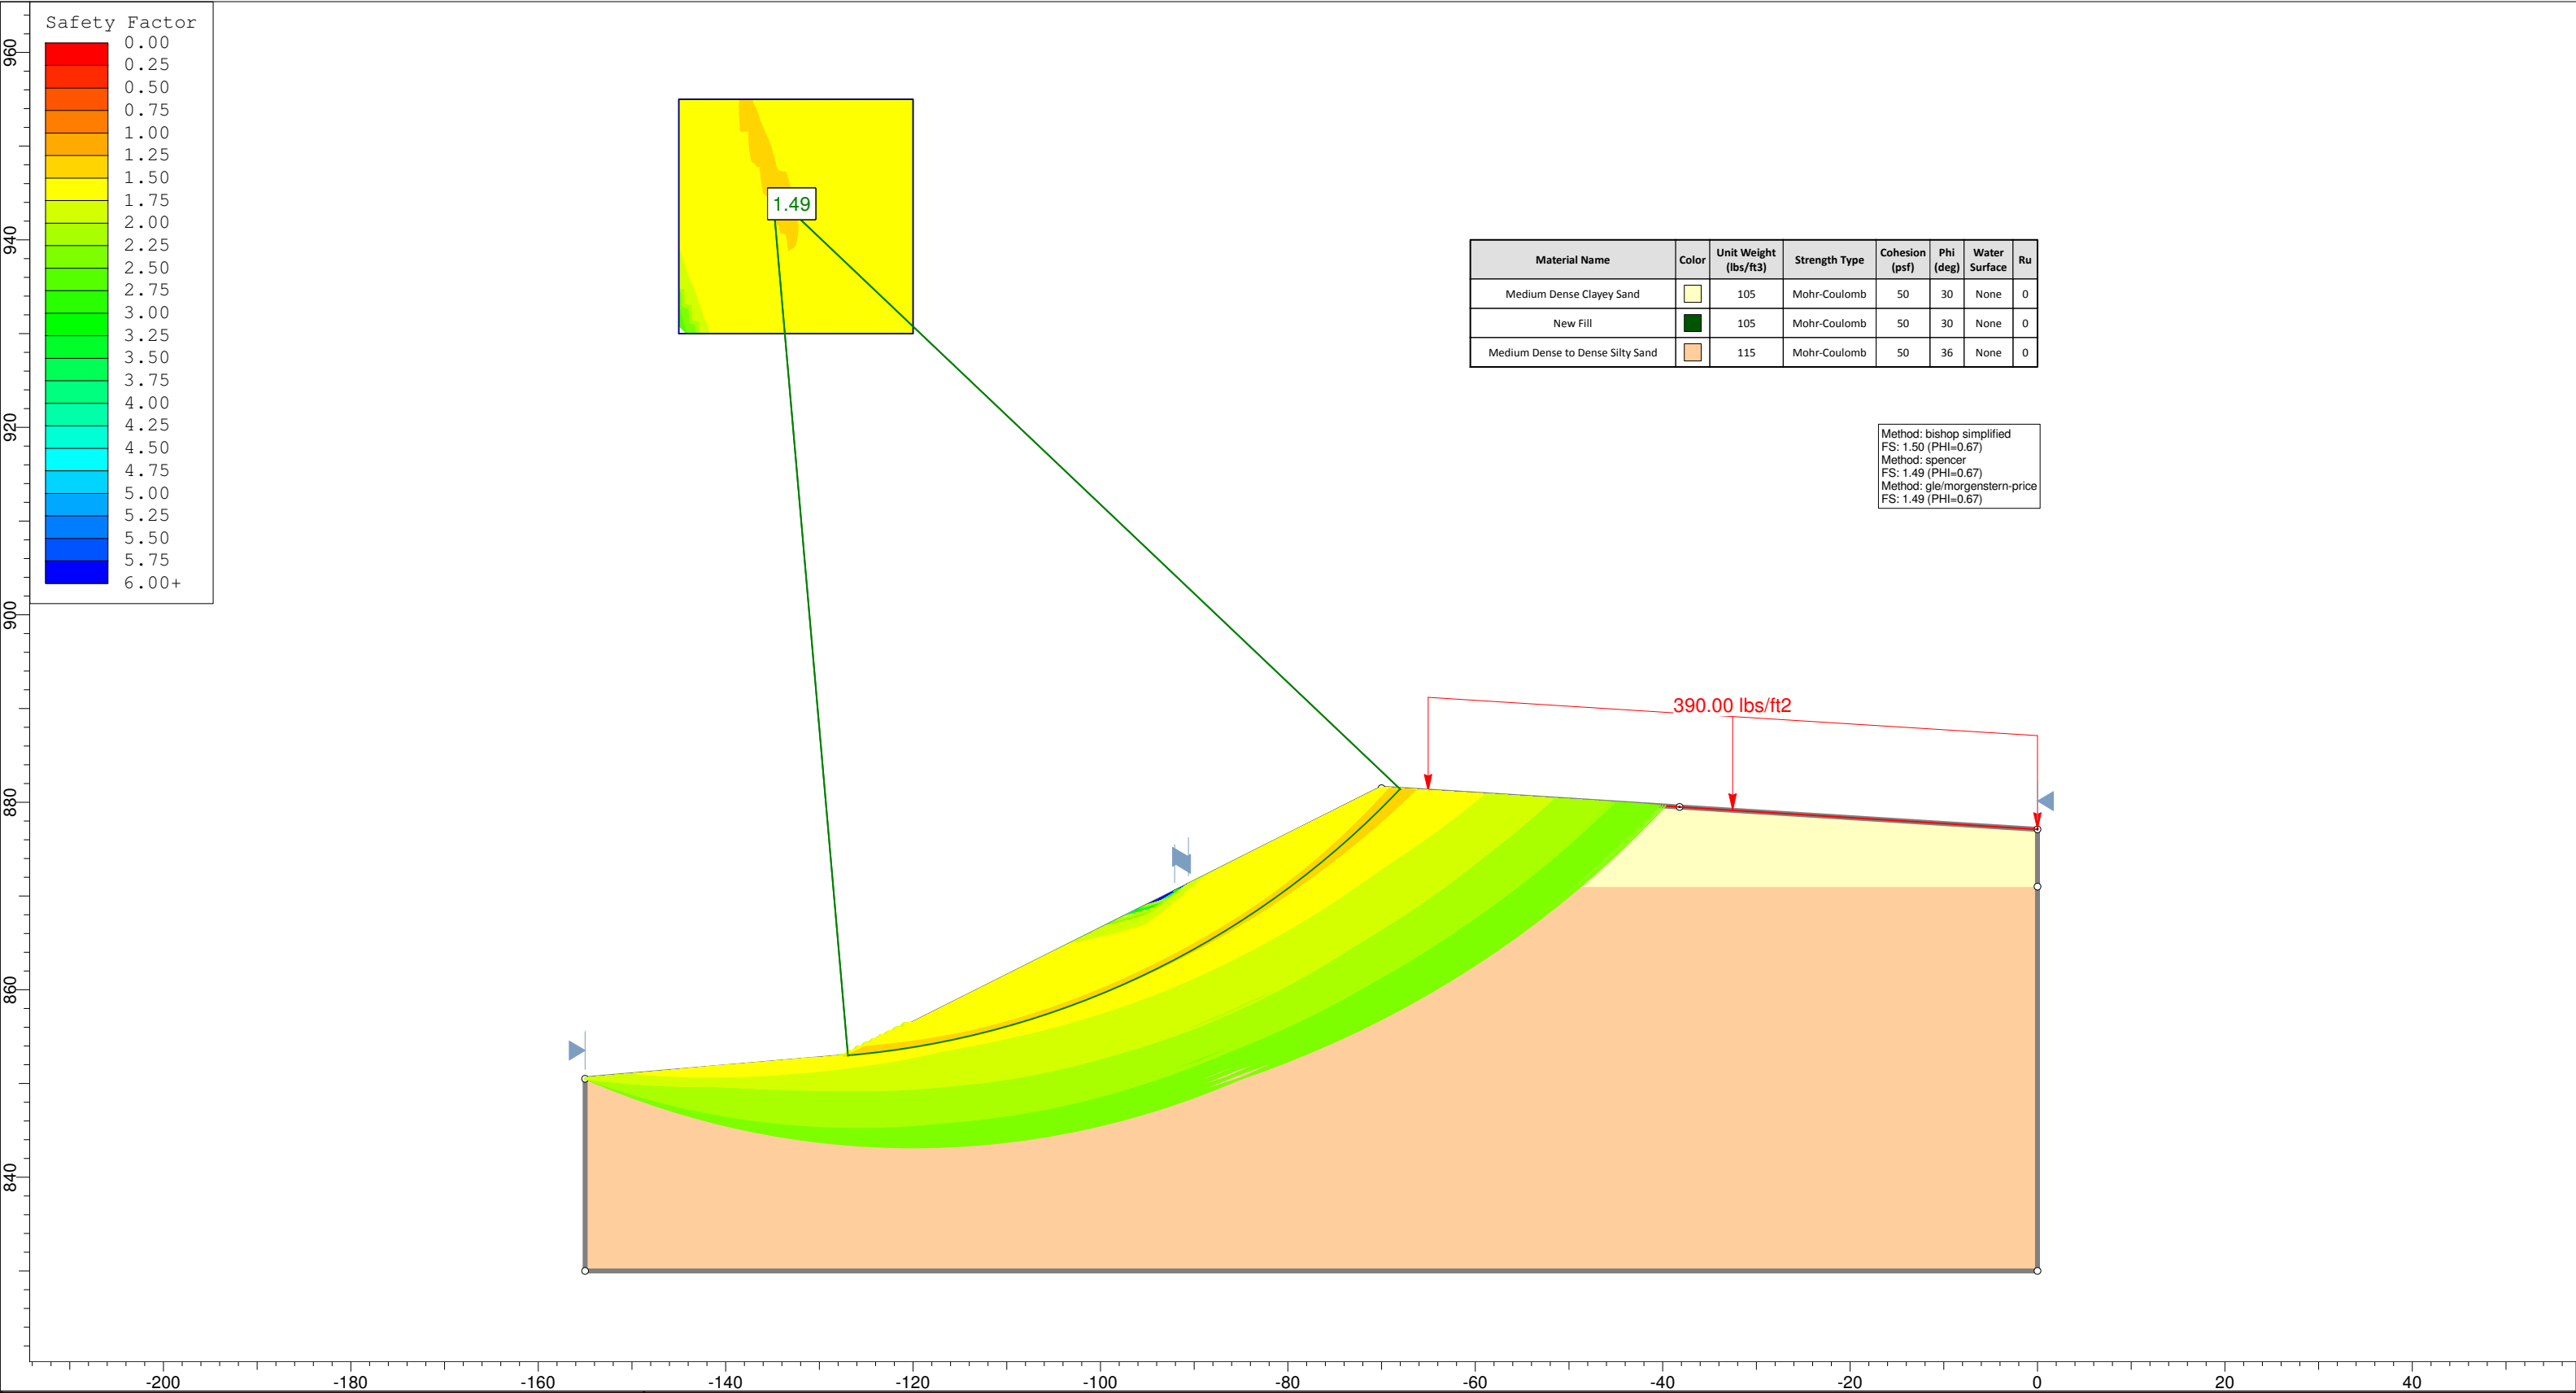 Safety Factor
0.00
0.25
0.50
0.75
1.00
1.25
1.50
1.75
2.00
2.25
2.50
2.75
3.00
3.25
3.50
3.75
4.00
4.25
4.50
4.75
5.00
5.25
5.50
5.75
6.00+
960
940
920
900
880
860
840
1.49
Material Name Color Unit Weight (lbs/ft3) Strength Type Cohesion (psf) Phi (deg) Water Surface Ru
Medium Dense Clayey Sand 105 Mohr-Coulomb 50 30 None 0
New Fill 105 Mohr-Coulomb 50 30 None 0
Medium Dense to Dense Silty Sand 115 Mohr-Coulomb 50 36 None 0
Method: bishop simplified
FS: 1.50 (PHI=0.67)
Method: spencer
FS: 1.49 (PHI=0.67)
Method: gle/morgenstern-price
FS: 1.49 (PHI=0.67)
390.00 lbs/ft2
-200 -180 -160 -140 -120 -100 -80 -60 -40 -20 0 20 40